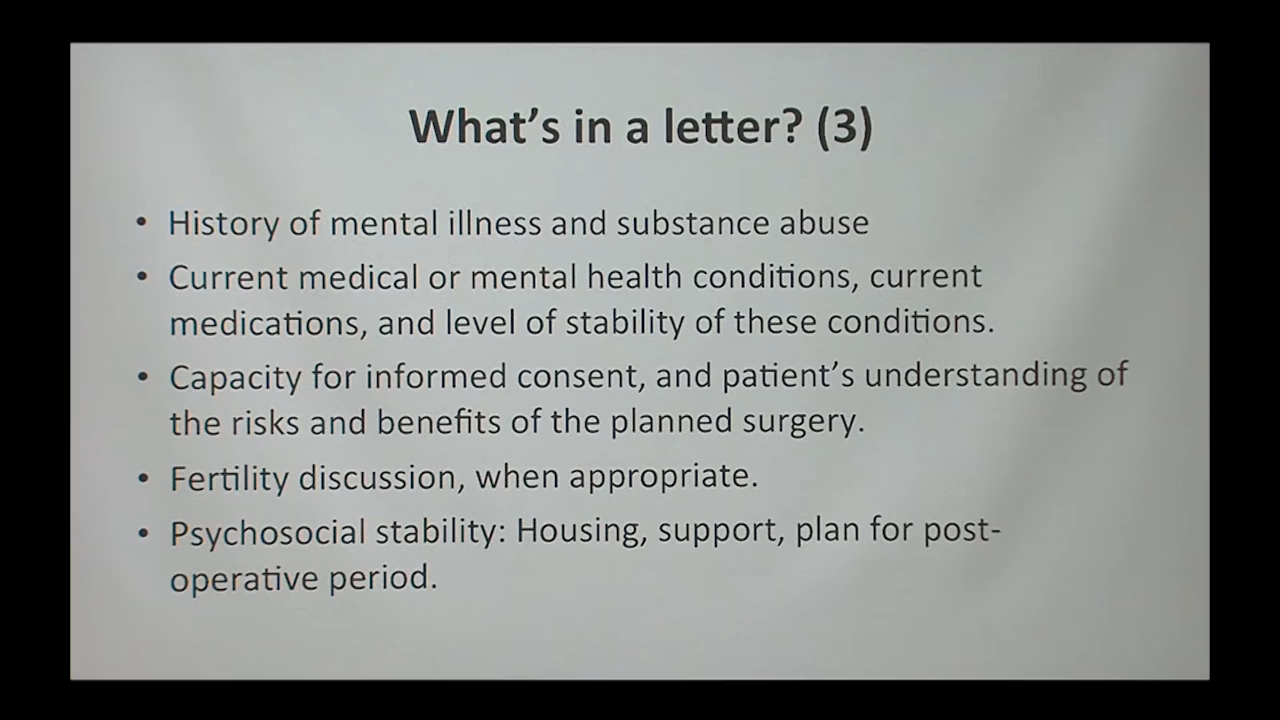 What's in a letter? (3)
• History of mental illness and substance abuse
• Current medical or mental health conditions, current
medications, and level of stability of these conditions.
• Capacity for informed consent, and patient's understanding of
the risks and benefits of the planned surgery.
• Fertility discussion, when appropriate.
• Psychosocial stability: Housing, support, plan for post-
operative period.